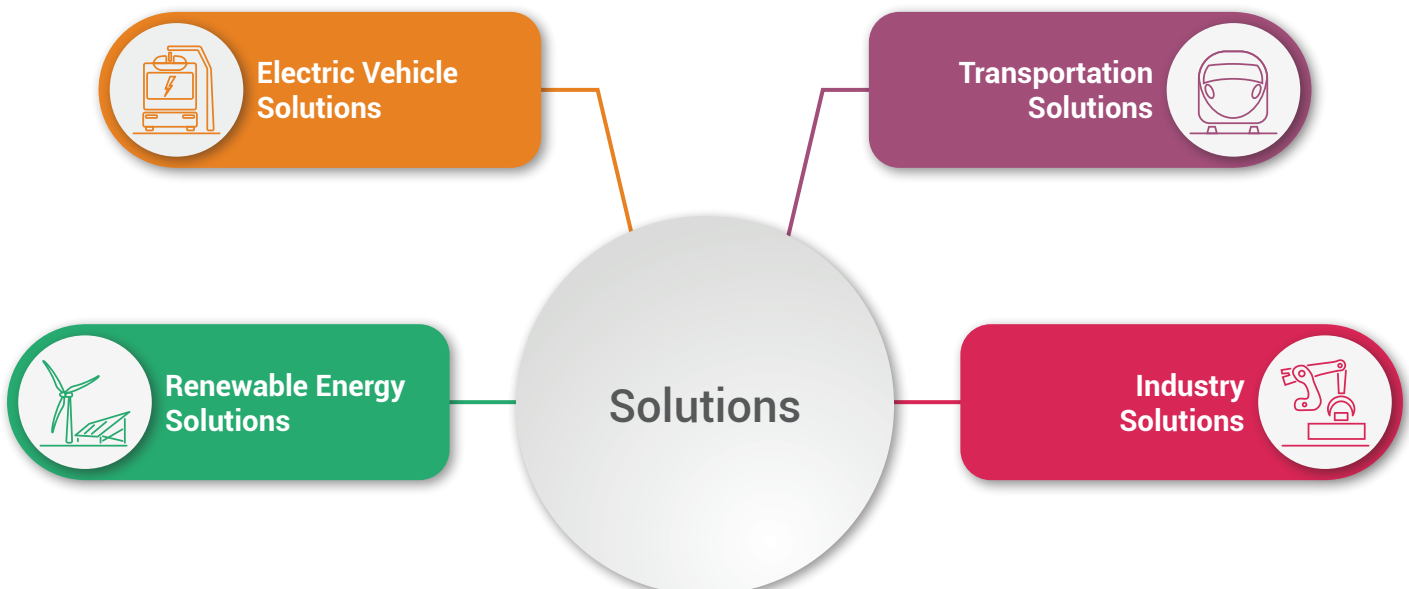 Electric Vehicle
Solutions
Transportation
Solutions
Renewable Energy
Solutions
Solutions
Industry
Solutions